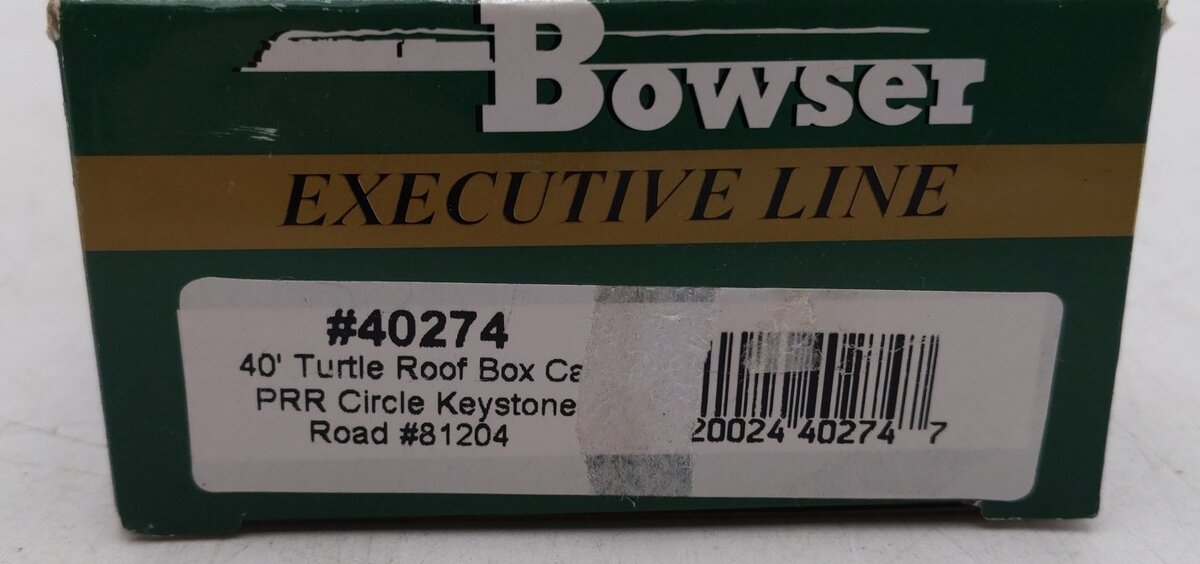 Bowser
EXECUTIVE LINE
#40274
40' Turtle Roof Box Ca
PRR Circle Keystone
Road #81204
20024 40274 7